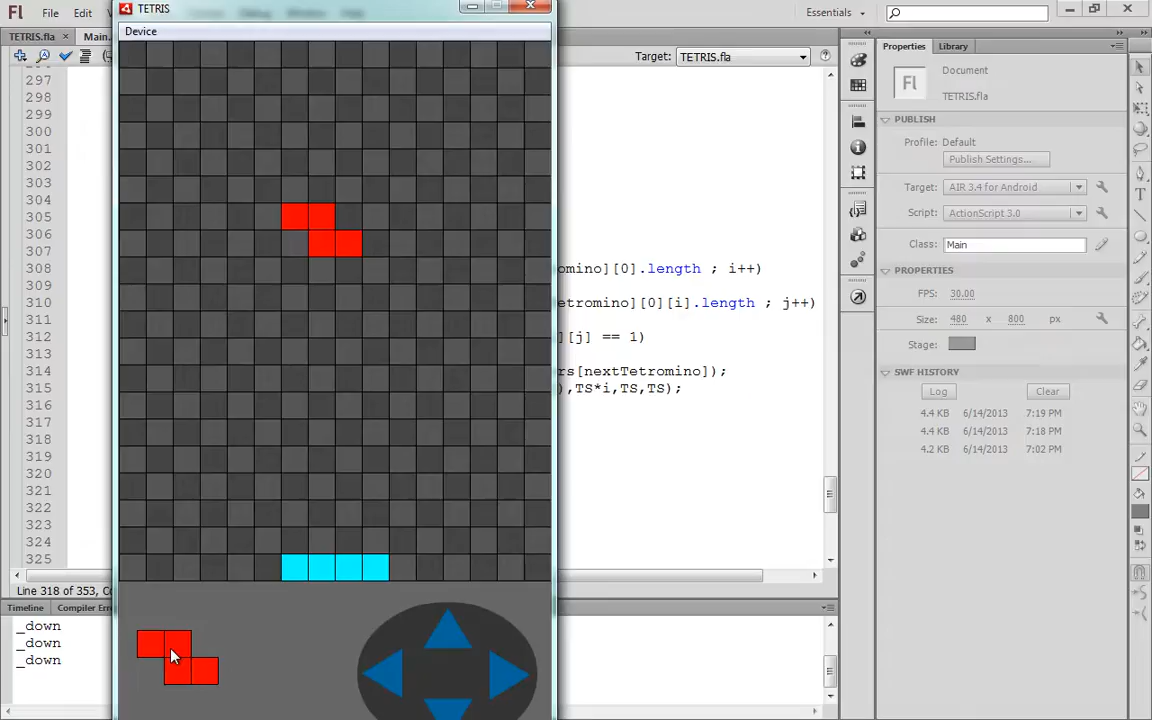 Fl File Edit Debug Window Help Essentials
TETRIS
Device
TETRIS.fla × Main.
Target: TETRIS.fla
297
298
299
300
301
302
303
304
305
306
307
308
309
310
311
312
313
314
315
316
317
318
319
320
321
322
323
324
325
omino][0].length ; i++)
etromino][0][i].length ; j++)
][j] == 1)
rs[nextTetromino]);
),TS*i,TS,TS);
Line 318 of 353, Co
Timeline Compiler Err
_down
_down
_down
Properties Library
Fl
Document
TETRIS.fla
PUBLISH
Profile: Default
Publish Settings...
Target: AIR 3.4 for Android
Script: ActionScript 3.0
Class: Main
PROPERTIES
FPS: 30.00
Size: 480 x 800 px
Stage:
SWF HISTORY
Log Clear
4.4 KB 6/14/2013 7:19 PM
4.4 KB 6/14/2013 7:18 PM
4.2 KB 6/14/2013 7:02 PM